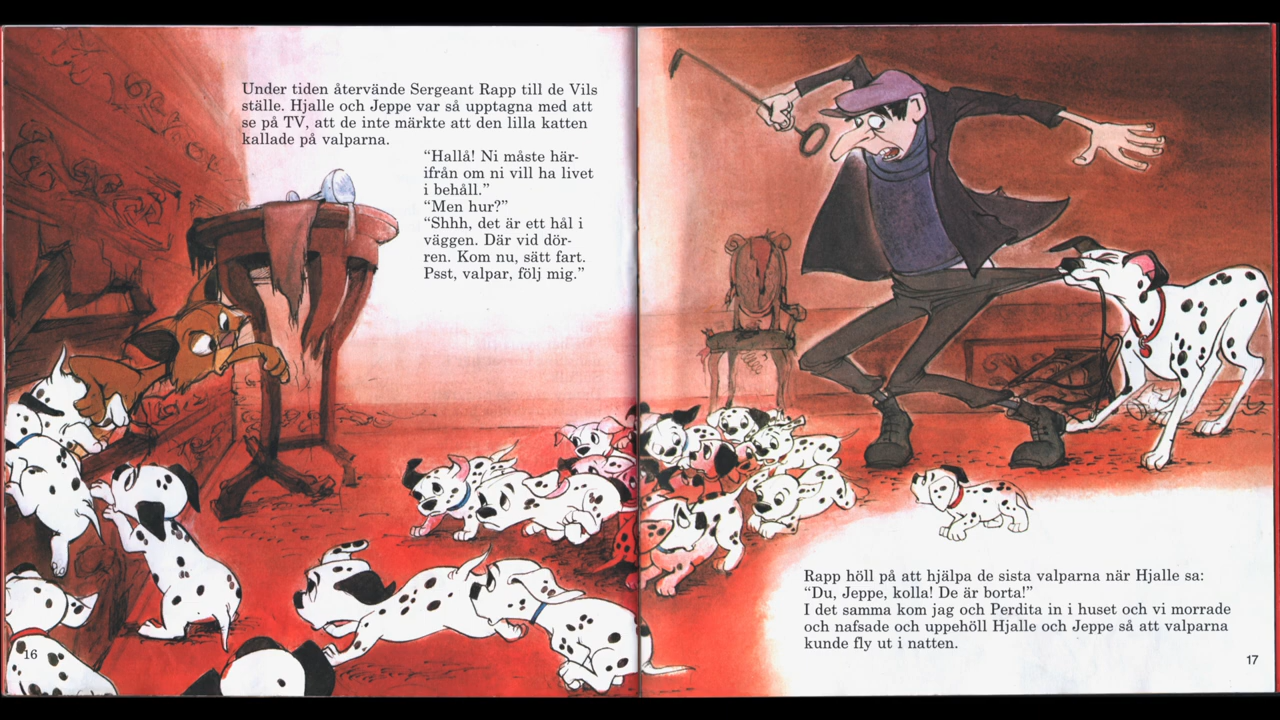 Under tiden återvände Sergeant Rapp till de Vils
ställe. Hjalle och Jeppe var så upptagna med att
se på TV, att de inte märkte att den lilla katten
kallade på valparna.
“Hallå! Ni måste här-
ifrån om ni vill ha livet
i behåll.”
“Men hur?”
“Shhh, det är ett hål i
väggen. Där vid dör-
ren. Kom nu, sätt fart.
Psst, valpar, följ mig.”
16
Rapp höll på att hjälpa de sista valparna när Hjalle sa:
“Du, Jeppe, kolla! De är borta!”
I det samma kom jag och Perdita in i huset och vi morrade
och nafsade och uppehöll Hjalle och Jeppe så att valparna
kunde fly ut i natten.
17